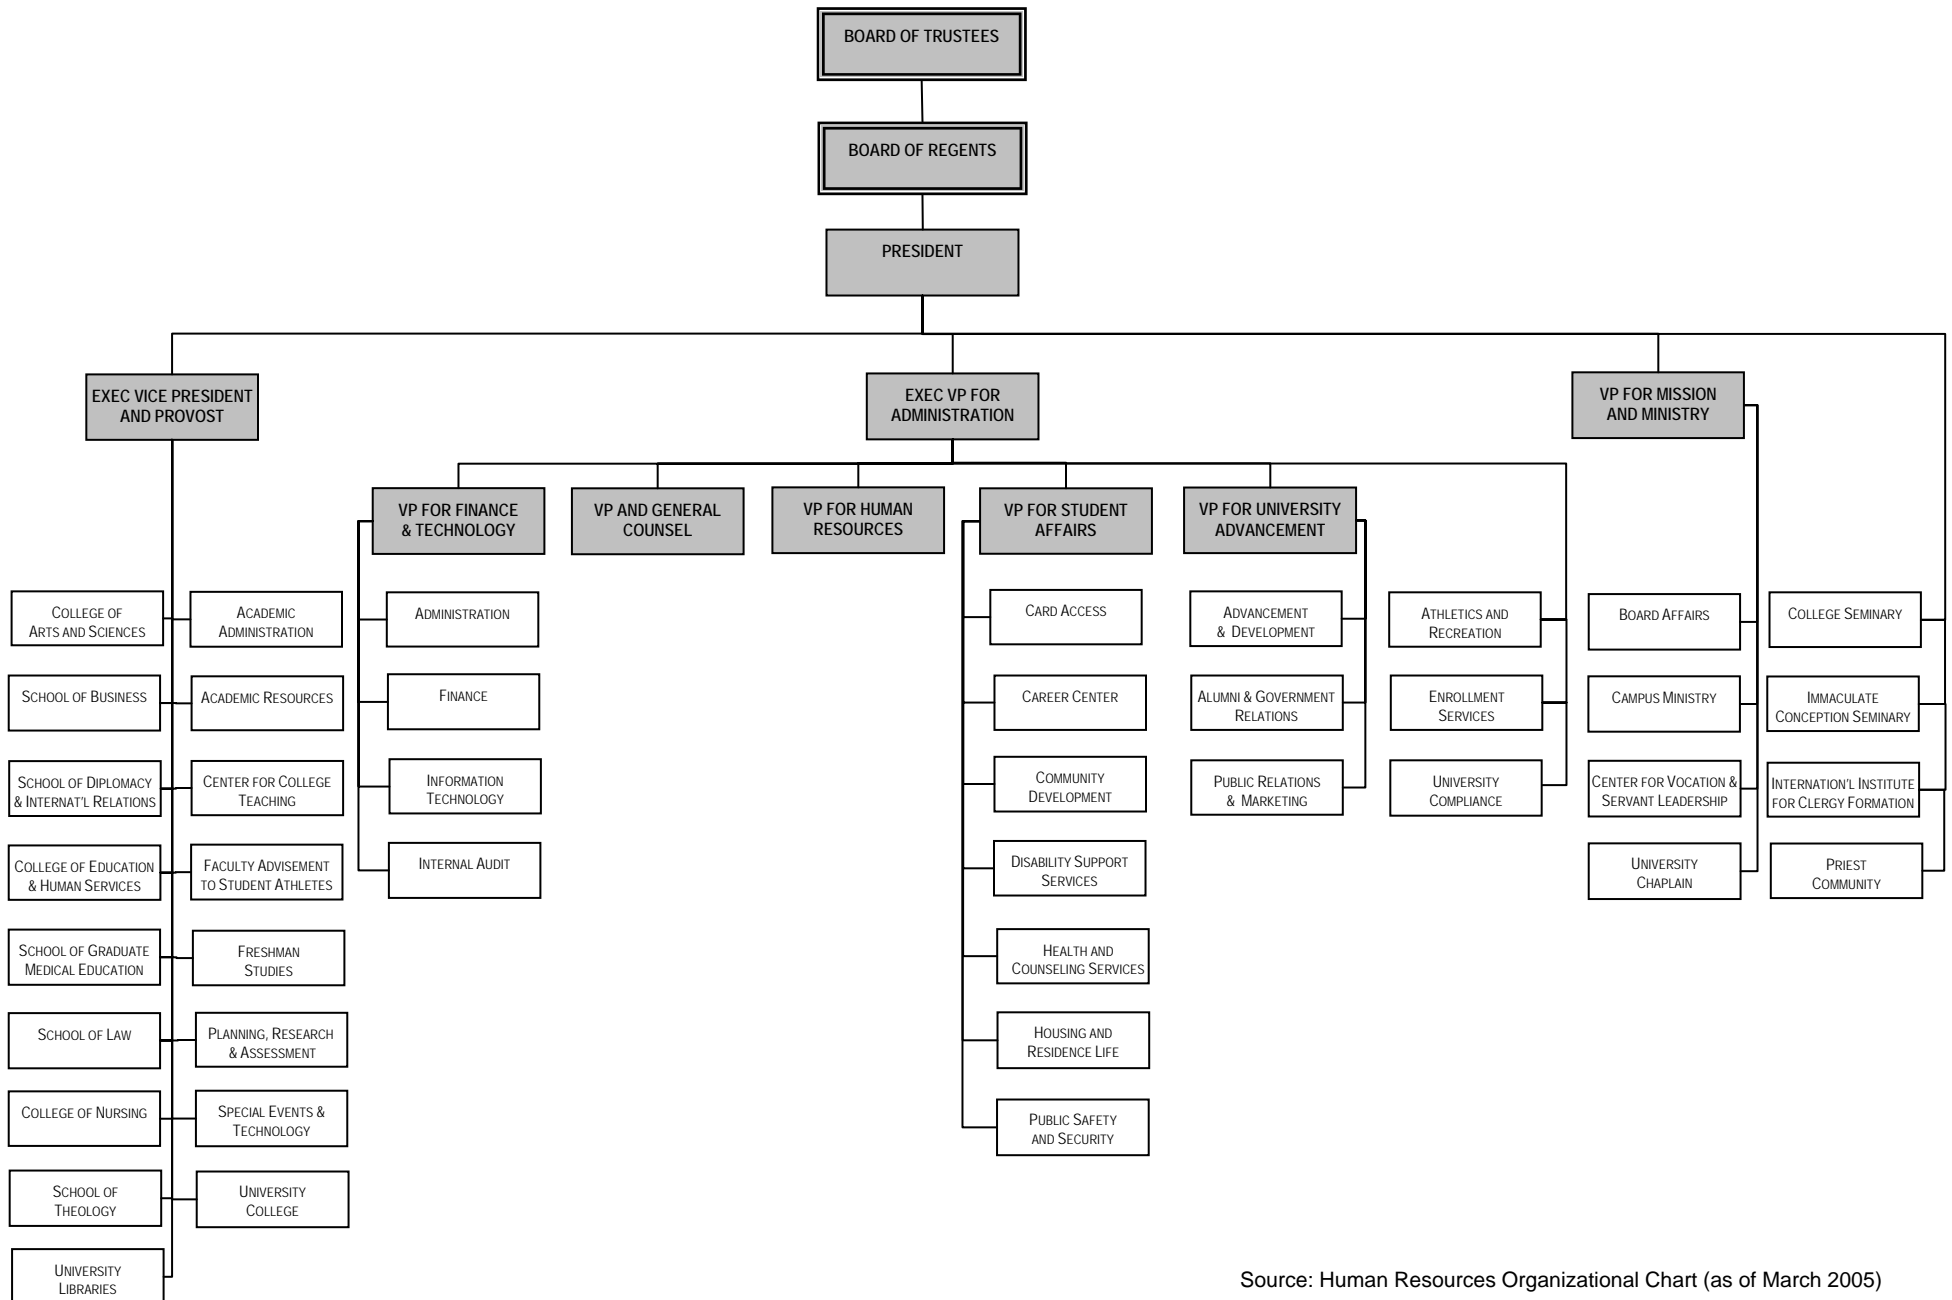 BOARD OF TRUSTEES
BOARD OF REGENTS
PRESIDENT
EXEC VICE PRESIDENT
AND PROVOST
EXEC VP FOR
ADMINISTRATION
VP FOR MISSION
AND MINISTRY
VP FOR FINANCE
& TECHNOLOGY
VP AND GENERAL
COUNSEL
VP FOR HUMAN
RESOURCES
VP FOR STUDENT
AFFAIRS
VP FOR UNIVERSITY
ADVANCEMENT
COLLEGE OF
ARTS AND SCIENCES
SCHOOL OF BUSINESS
SCHOOL OF DIPLOMACY
& INTERNAT'L RELATIONS
COLLEGE OF EDUCATION
& HUMAN SERVICES
SCHOOL OF GRADUATE
MEDICAL EDUCATION
SCHOOL OF LAW
COLLEGE OF NURSING
SCHOOL OF
THEOLOGY
UNIVERSITY
LIBRARIES
ACADEMIC
ADMINISTRATION
ACADEMIC RESOURCES
CENTER FOR COLLEGE
TEACHING
FACULTY ADVISEMENT
TO STUDENT ATHLETES
FRESHMAN
STUDIES
PLANNING, RESEARCH
& ASSESSMENT
SPECIAL EVENTS &
TECHNOLOGY
UNIVERSITY
COLLEGE
ADMINISTRATION
FINANCE
INFORMATION
TECHNOLOGY
INTERNAL AUDIT
CARD ACCESS
CAREER CENTER
COMMUNITY
DEVELOPMENT
DISABILITY SUPPORT
SERVICES
HEALTH AND
COUNSELING SERVICES
HOUSING AND
RESIDENCE LIFE
PUBLIC SAFETY
AND SECURITY
ADVANCEMENT
& DEVELOPMENT
ALUMNI & GOVERNMENT
RELATIONS
PUBLIC RELATIONS
& MARKETING
ATHLETICS AND
RECREATION
ENROLLMENT
SERVICES
UNIVERSITY
COMPLIANCE
BOARD AFFAIRS
CAMPUS MINISTRY
CENTER FOR VOCATION &
SERVANT LEADERSHIP
UNIVERSITY
CHAPLAIN
COLLEGE SEMINARY
IMMACULATE
CONCEPTION SEMINARY
INTERNATION'L INSTITUTE
FOR CLERGY FORMATION
PRIEST
COMMUNITY
Source: Human Resources Organizational Chart (as of March 2005)